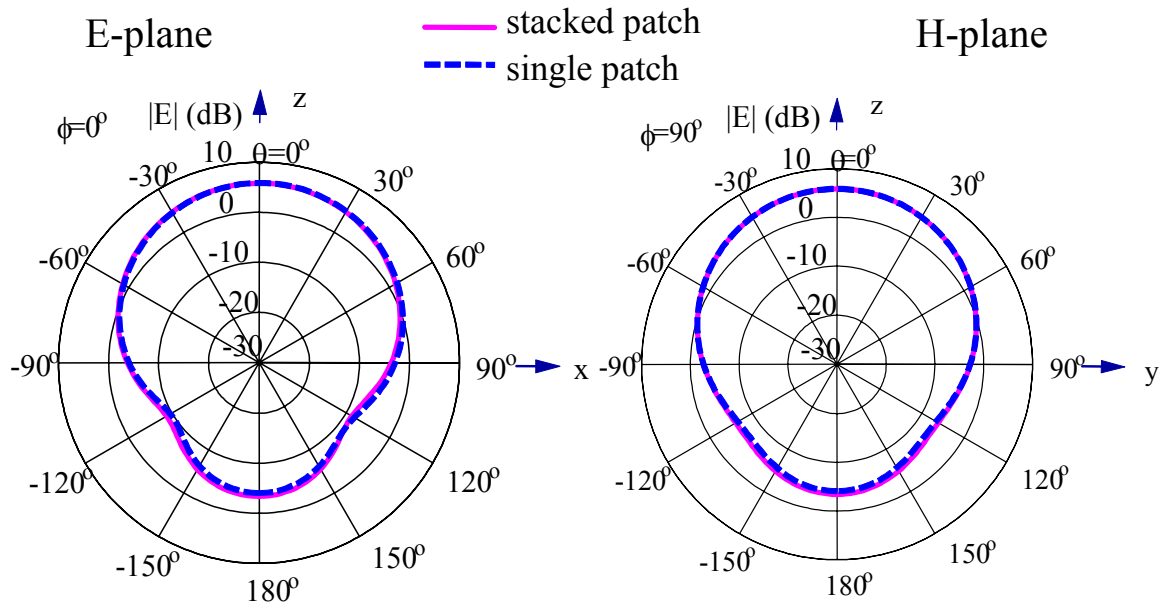 E-plane
stacked patch
single patch
H-plane
ϕ=0º
|E| (dB)
z
10
θ=0º
-30º
30º
0
-60º
60º
-10
-20
-30
-90º
90º
x
-120º
120º
-150º
150º
180º
ϕ=90º
|E| (dB)
z
10
θ=0º
-30º
30º
0
-60º
60º
-10
-20
-30
-90º
90º
y
-120º
120º
-150º
150º
180º